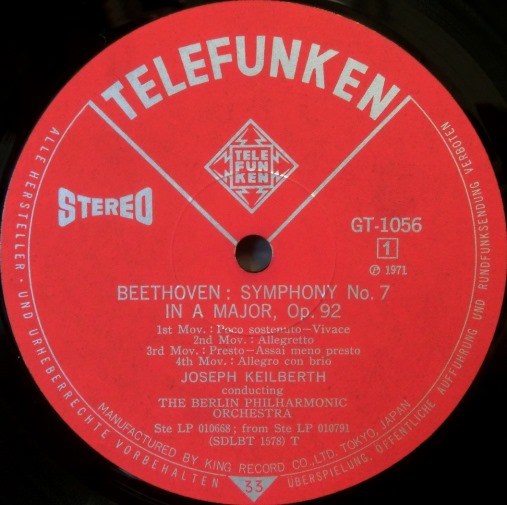 TELEFUNKEN
TELE
FUN
KEN
STEREO
GT-1056
1
Ⓟ 1971
BEETHOVEN : SYMPHONY No. 7
IN A MAJOR, Op. 92
1st Mov. : Poco sostenuto—Vivace
2nd Mov. : Allegretto
3rd Mov. : Presto—Assai meno presto
4th Mov. : Allegro con brio
JOSEPH KEILBERTH
conducting
THE BERLIN PHILHARMONIC
ORCHESTRA
Ste LP 010668 ; from Ste LP 010791
(SDLBT 1578) T
MANUFACTURED BY KING RECORD CO., LTD. TOKYO, JAPAN
33
ALLE HERSTELLER - UND URHEBERRECHTE VORBEHALTEN
ÜBERSPIELUNG, ÖFFENTLICHE AUFFÜHRUNG UND RUNDFUNKSENDUNG VERBOTEN